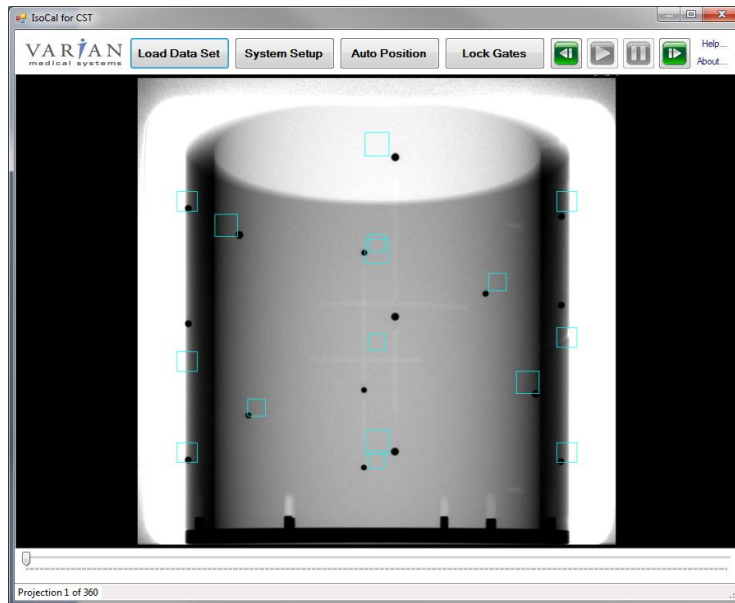 IsoCal for CST
VARIAN
medical systems
Load Data Set
System Setup
Auto Position
Lock Gates
Help...
About...
Projection 1 of 360